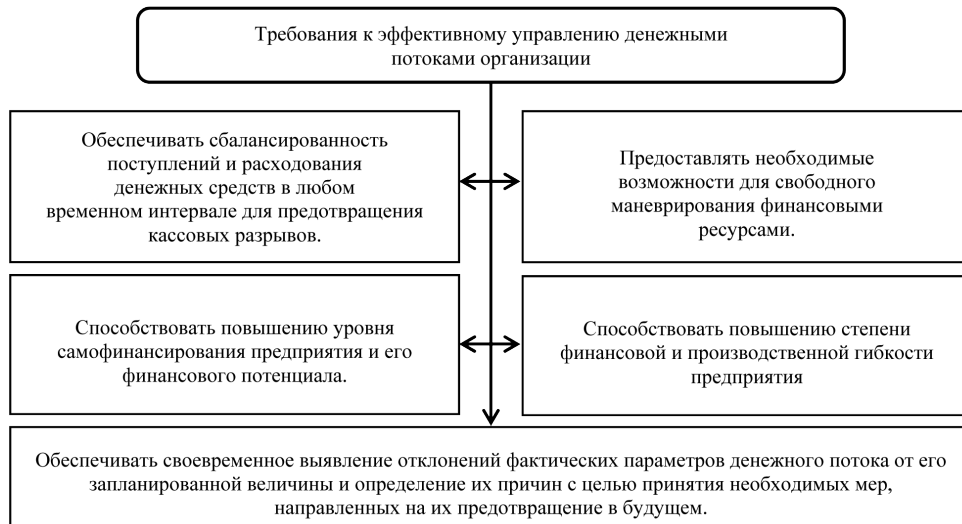 Требования к эффективному управлению денежными
потоками организации
Обеспечивать сбалансированность
поступлений и расходования
денежных средств в любом
временном интервале для предотвращения
кассовых разрывов.
Предоставлять необходимые
возможности для свободного
маневрирования финансовыми
ресурсами.
Способствовать повышению уровня
самофинансирования предприятия и его
финансового потенциала.
Способствовать повышению степени
финансовой и производственной гибкости
предприятия
Обеспечивать своевременное выявление отклонений фактических параметров денежного потока от его
запланированной величины и определение их причин с целью принятия необходимых мер,
направленных на их предотвращение в будущем.